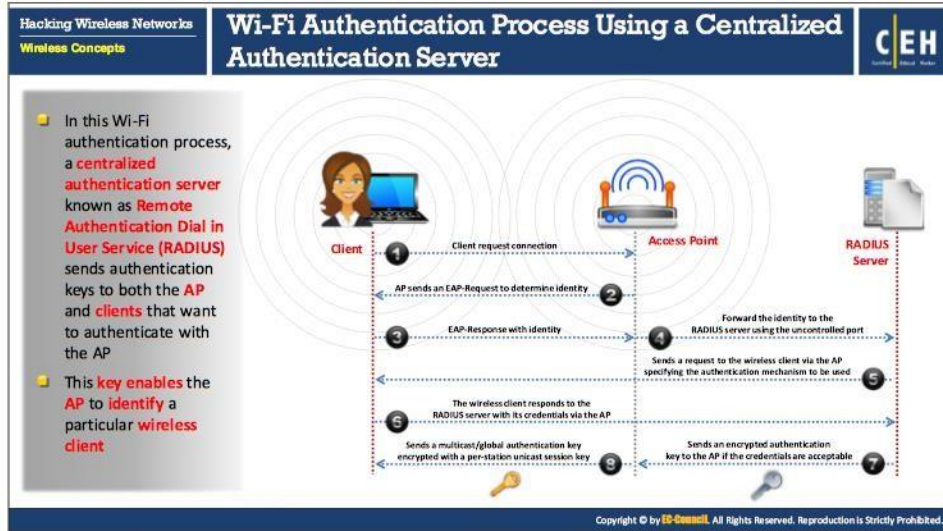 Hacking Wireless Networks
Wireless Concepts
Wi-Fi Authentication Process Using a Centralized
Authentication Server
CEH
Certified Ethical Hacker
In this Wi-Fi
authentication process,
a centralized
authentication server
known as Remote
Authentication Dial in
User Service (RADIUS)
sends authentication
keys to both the AP
and clients that want
to authenticate with
the AP
This key enables the
AP to identify a
particular wireless
client
Client
Access Point
RADIUS
Server
1
Client request connection
AP sends an EAP-Request to determine identity
2
3
EAP-Response with identity
4
Forward the identity to the
RADIUS server using the uncontrolled port
Sends a request to the wireless client via the AP
specifying the authentication mechanism to be used
5
6
The wireless client responds to the
RADIUS server with its credentials via the AP
Sends a multicast/global authentication key
encrypted with a per-station unicast session key
8
Sends an encrypted authentication
key to the AP if the credentials are acceptable
7
Copyright © by EC-Council. All Rights Reserved. Reproduction is Strictly Prohibited.